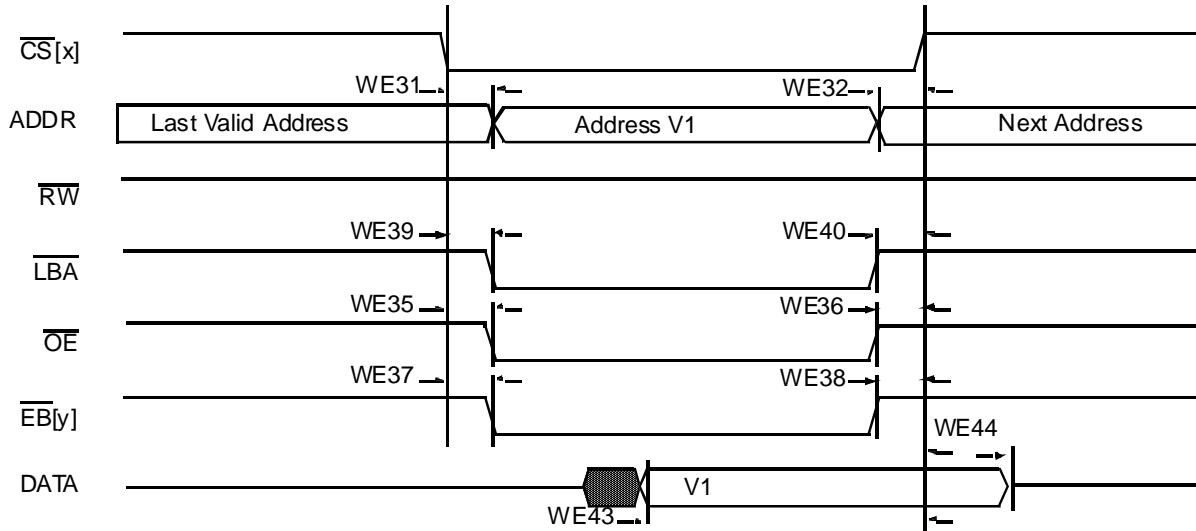 CS[x]
WE31
WE32
ADDR
Last Valid Address
Address V1
Next Address
RW
WE39
WE40
LBA
WE35
WE36
OE
WE37
WE38
EB[y]
WE44
DATA
V1
WE43